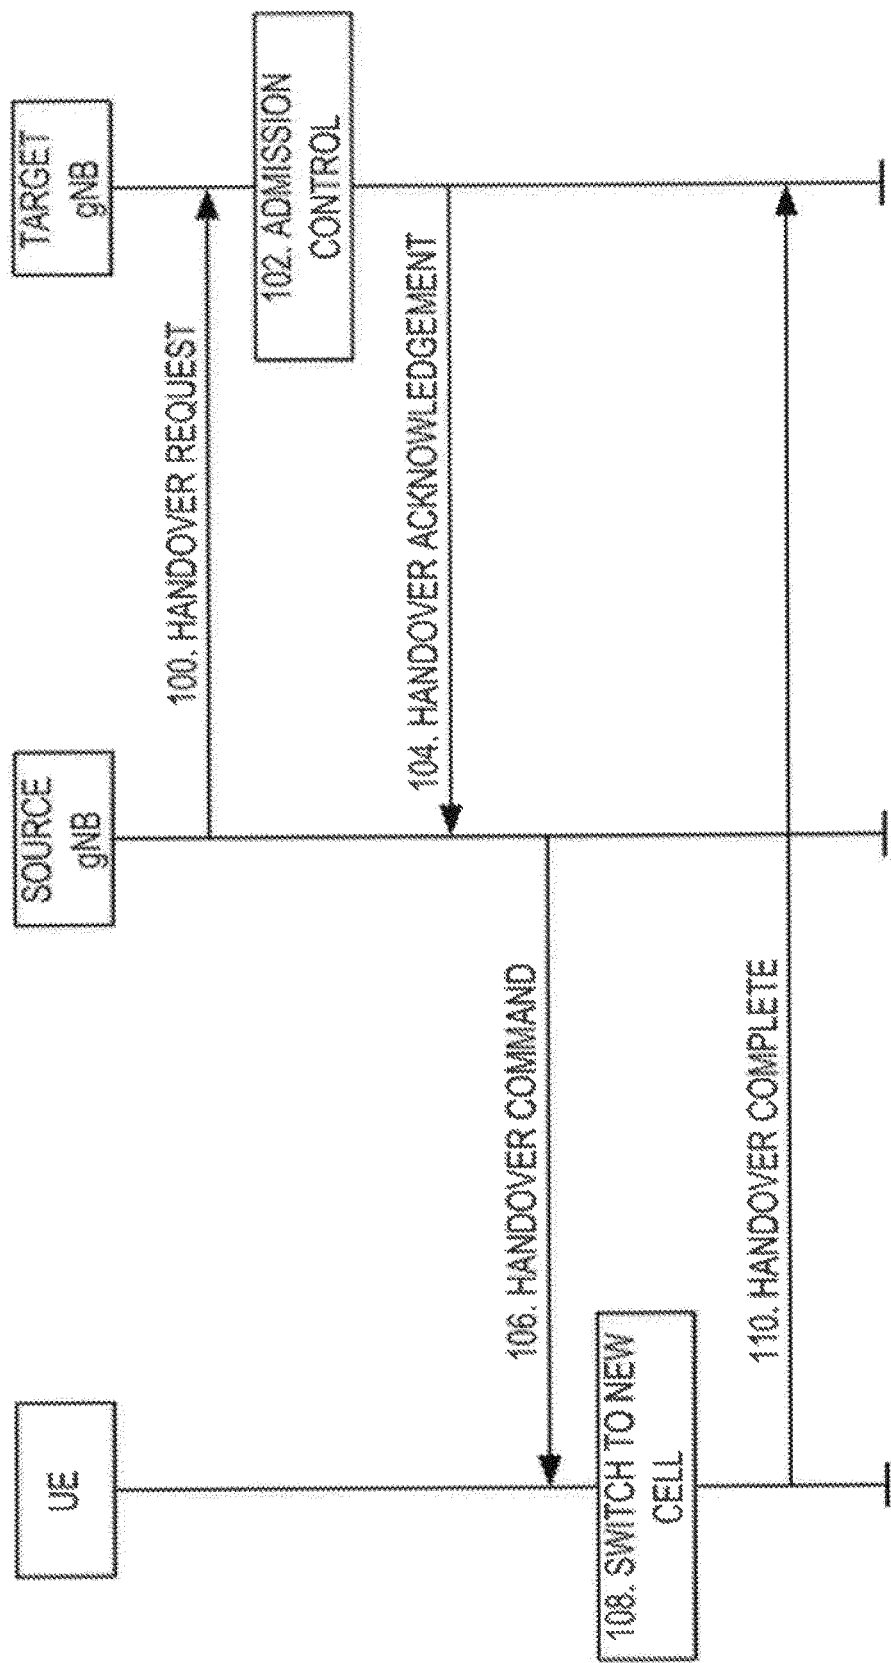 UE
SOURCE
gNB
TARGET
gNB
100. HANDOVER REQUEST
102. ADMISSION
CONTROL
104. HANDOVER ACKNOWLEDGEMENT
106. HANDOVER COMMAND
108. SWITCH TO NEW
CELL
110. HANDOVER COMPLETE